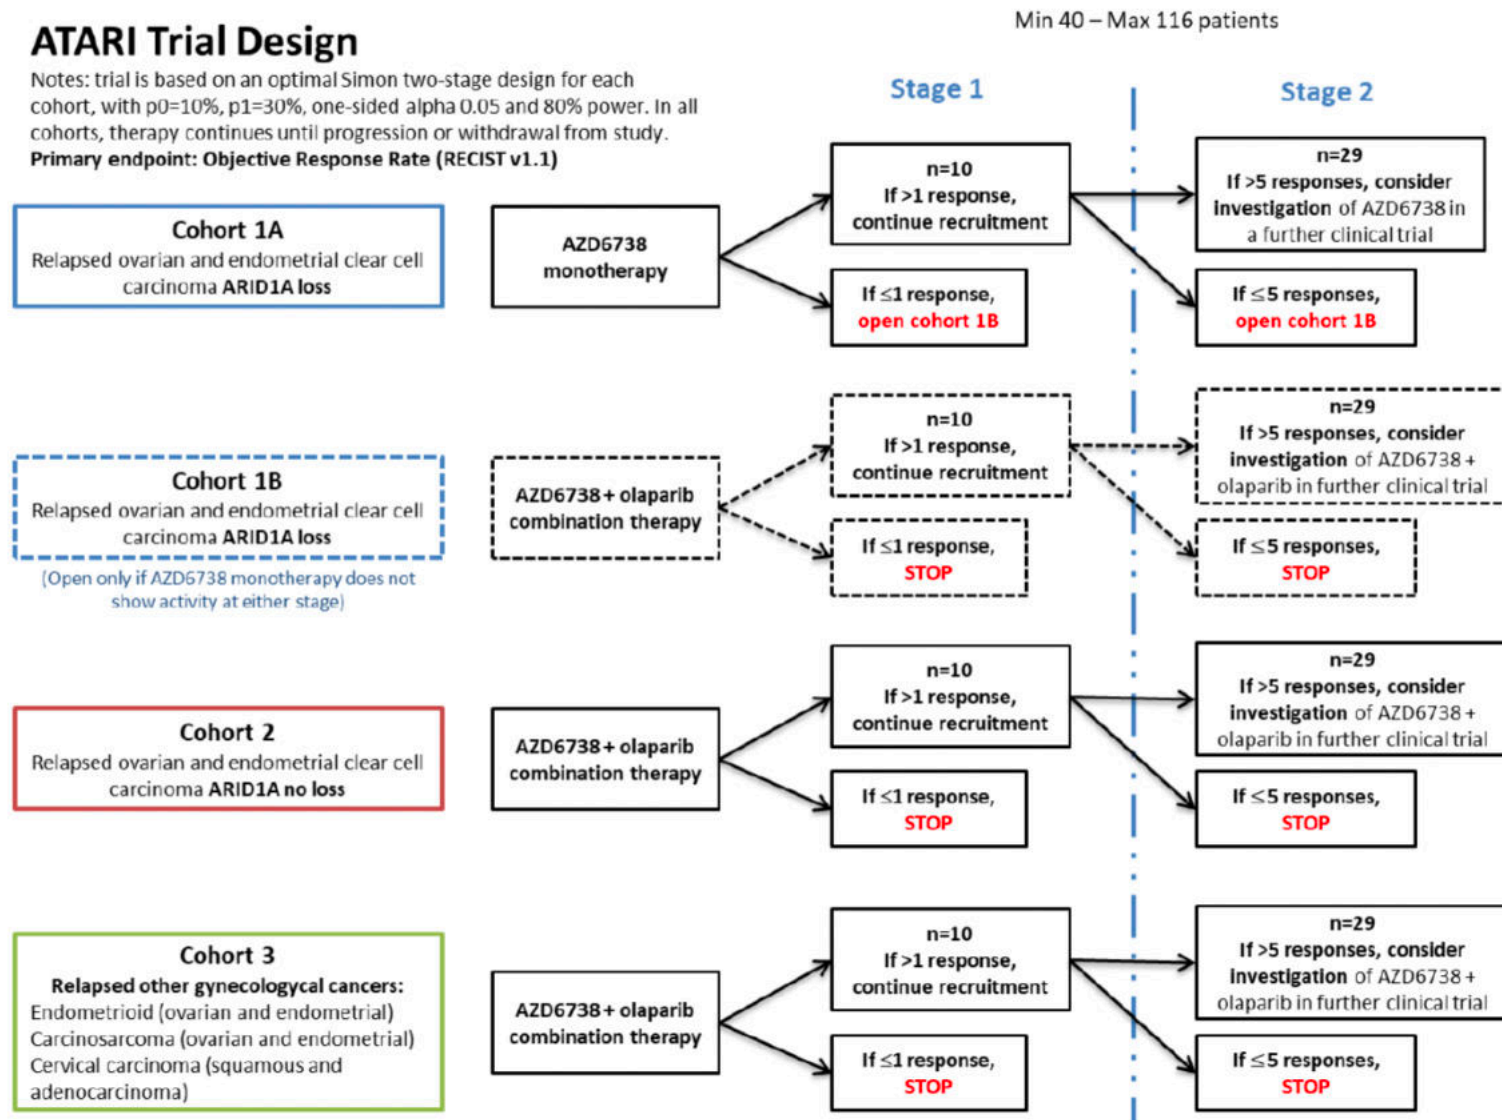 Min 40 – Max 116 patients
ATARI Trial Design
Notes: trial is based on an optimal Simon two-stage design for each
cohort, with p0=10%, p1=30%, one-sided alpha 0.05 and 80% power. In all
cohorts, therapy continues until progression or withdrawal from study.
Primary endpoint: Objective Response Rate (RECIST v1.1)
Stage 1
Stage 2
Cohort 1A
Relapsed ovarian and endometrial clear cell
carcinoma ARID1A loss
AZD6738
monotherapy
n=10
If >1 response,
continue recruitment
If ≤1 response,
open cohort 1B
n=29
If >5 responses, consider
investigation of AZD6738 in
a further clinical trial
If ≤5 responses,
open cohort 1B
Cohort 1B
Relapsed ovarian and endometrial clear cell
carcinoma ARID1A loss
(Open only if AZD6738 monotherapy does not
show activity at either stage)
AZD6738 + olaparib
combination therapy
n=10
If >1 response,
continue recruitment
If ≤1 response,
STOP
n=29
If >5 responses, consider
investigation of AZD6738 +
olaparib in further clinical trial
If ≤5 responses,
STOP
Cohort 2
Relapsed ovarian and endometrial clear cell
carcinoma ARID1A no loss
AZD6738 + olaparib
combination therapy
n=10
If >1 response,
continue recruitment
If ≤1 response,
STOP
n=29
If >5 responses, consider
investigation of AZD6738 +
olaparib in further clinical trial
If ≤5 responses,
STOP
Cohort 3
Relapsed other gynecologycal cancers:
Endometrioid (ovarian and endometrial)
Carcinosarcoma (ovarian and endometrial)
Cervical carcinoma (squamous and
adenocarcinoma)
AZD6738 + olaparib
combination therapy
n=10
If >1 response,
continue recruitment
If ≤1 response,
STOP
n=29
If >5 responses, consider
investigation of AZD6738 +
olaparib in further clinical trial
If ≤5 responses,
STOP